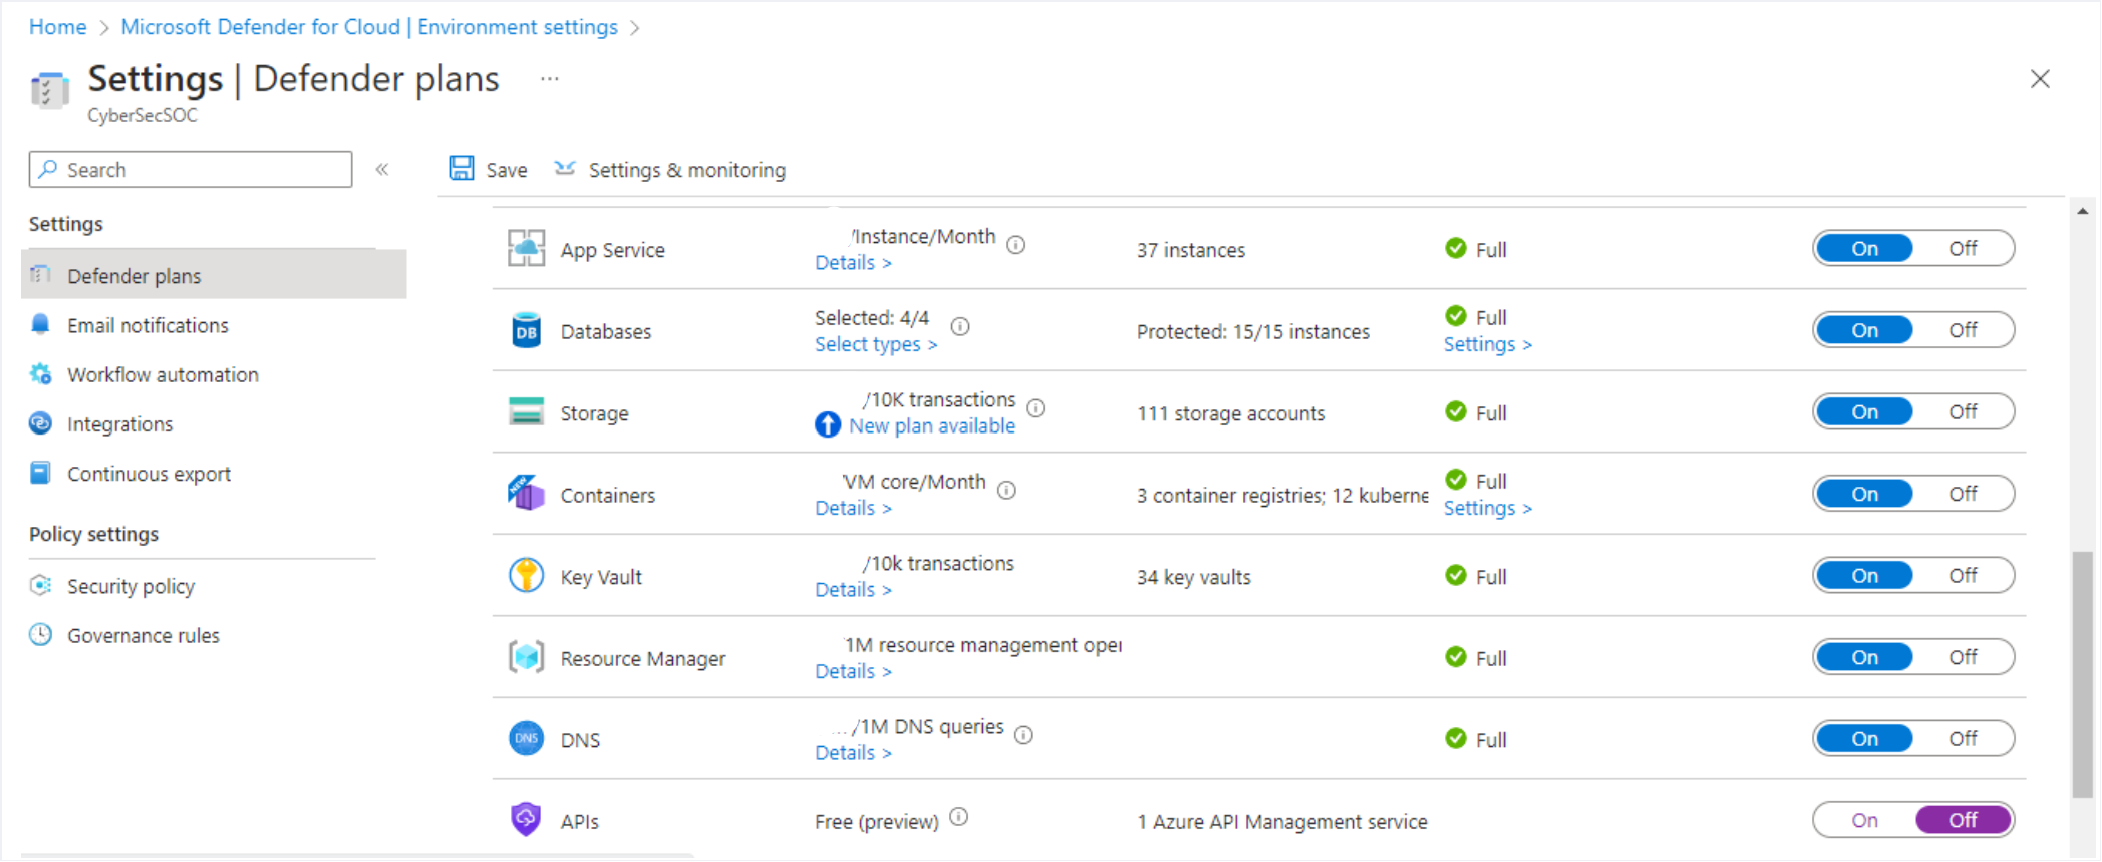 Home > Microsoft Defender for Cloud | Environment settings >
Settings | Defender plans ...
CyberSecSOC
Search «
Save Settings & monitoring
Settings
Defender plans
Email notifications
Workflow automation
Integrations
Continuous export
Policy settings
Security policy
Governance rules
App Service /Instance/Month 37 instances Full On Off
Details >
Databases Selected: 4/4 Protected: 15/15 instances Full On Off
Select types > Settings >
Storage /10K transactions 111 storage accounts Full On Off
New plan available
NEW Containers VM core/Month 3 container registries; 12 kuberne Full On Off
Details > Settings >
Key Vault /10k transactions 34 key vaults Full On Off
Details >
Resource Manager 1M resource management oper Full On Off
Details >
DNS DNS /1M DNS queries Full On Off
Details >
APIs Free (preview) 1 Azure API Management service On Off